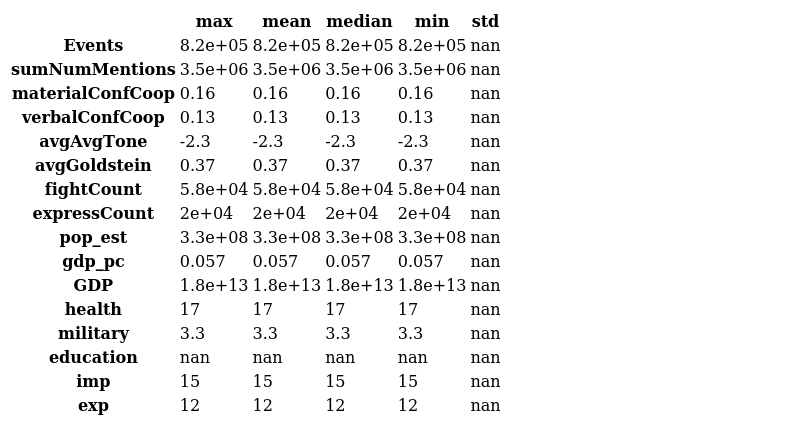 max mean median min std
Events 8.2e+05 8.2e+05 8.2e+05 8.2e+05 nan
sumNumMentions 3.5e+06 3.5e+06 3.5e+06 3.5e+06 nan
materialConfCoop 0.16 0.16 0.16 0.16 nan
verbalConfCoop 0.13 0.13 0.13 0.13 nan
avgAvgTone -2.3 -2.3 -2.3 -2.3 nan
avgGoldstein 0.37 0.37 0.37 0.37 nan
fightCount 5.8e+04 5.8e+04 5.8e+04 5.8e+04 nan
expressCount 2e+04 2e+04 2e+04 2e+04 nan
pop_est 3.3e+08 3.3e+08 3.3e+08 3.3e+08 nan
gdp_pc 0.057 0.057 0.057 0.057 nan
GDP 1.8e+13 1.8e+13 1.8e+13 1.8e+13 nan
health 17 17 17 17 nan
military 3.3 3.3 3.3 3.3 nan
education nan nan nan nan nan
imp 15 15 15 15 nan
exp 12 12 12 12 nan